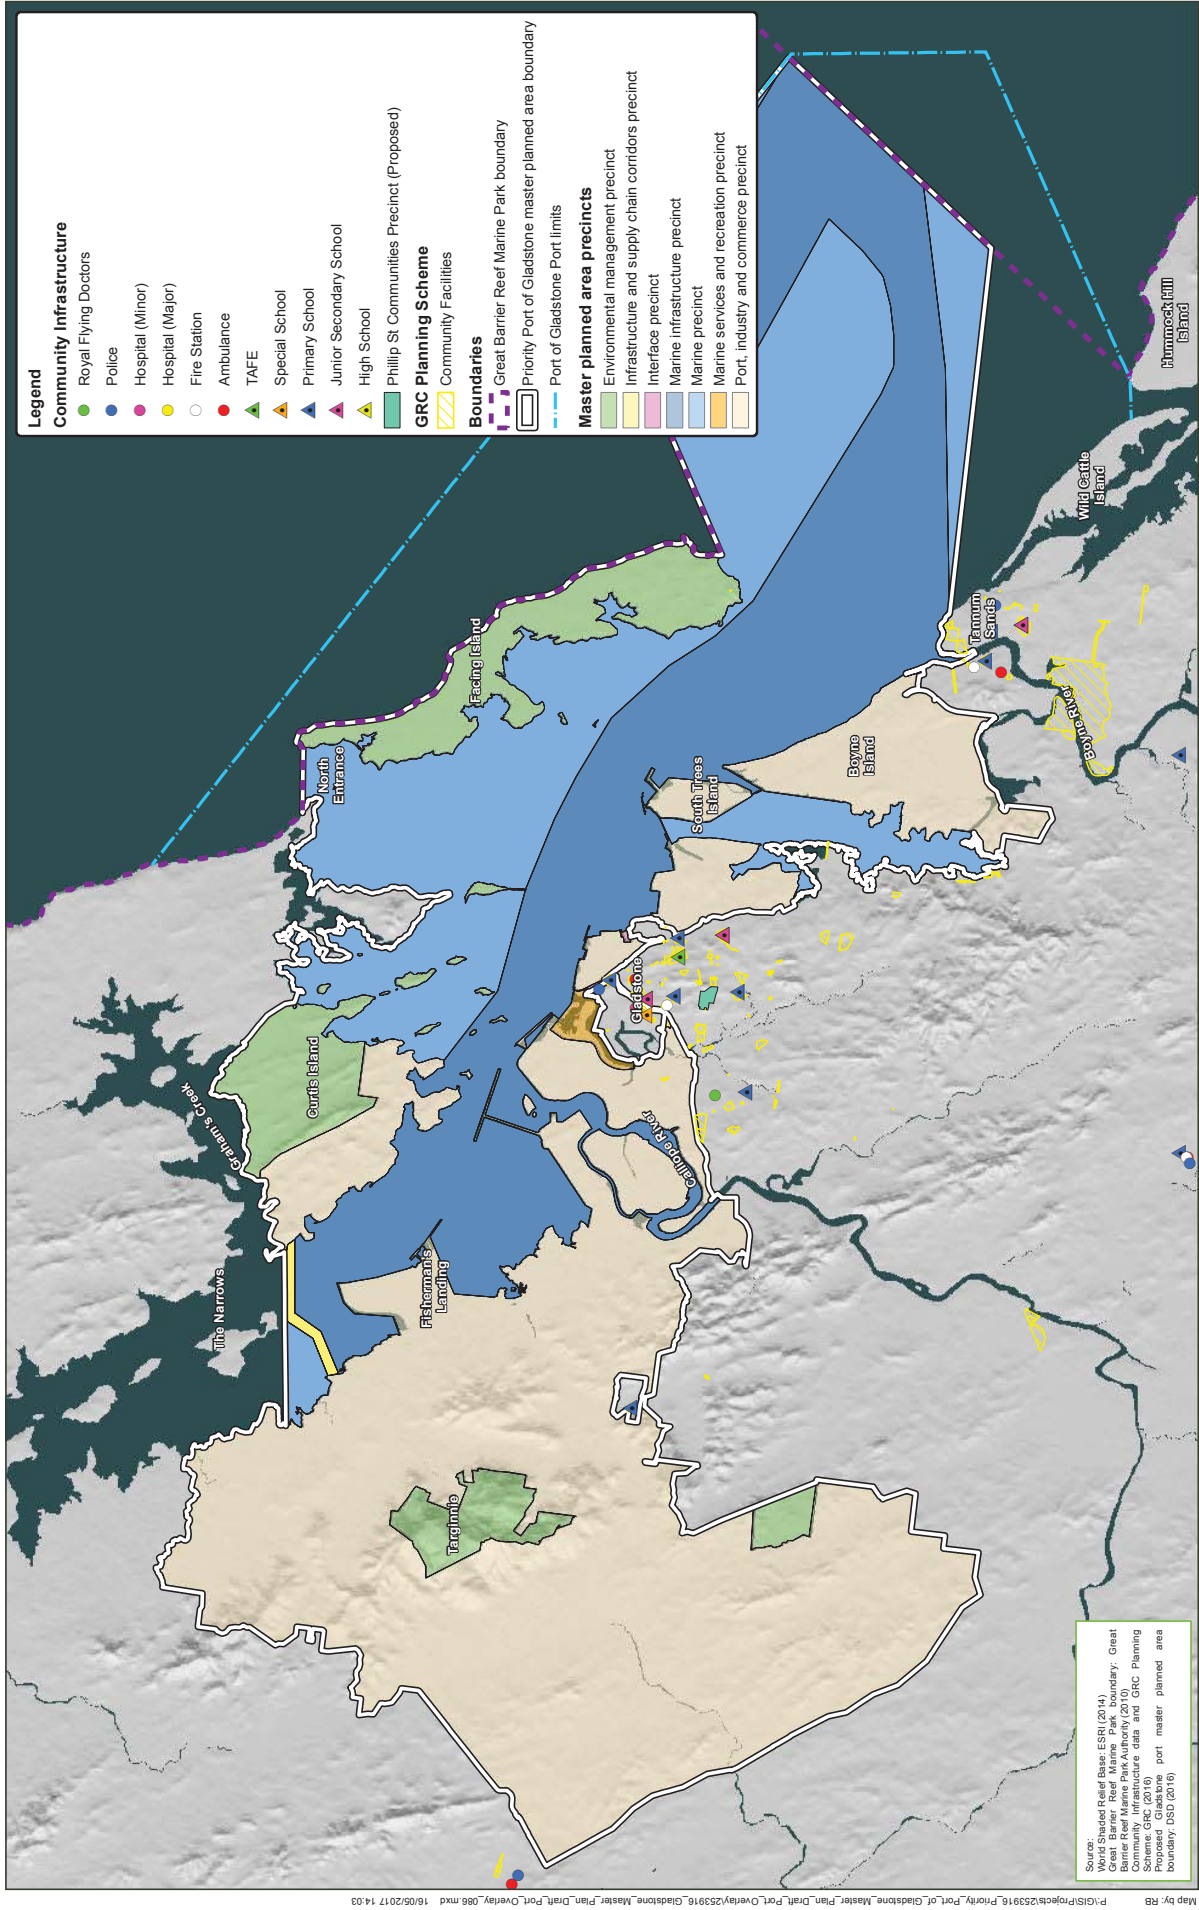 Legend
Community Infrastructure
Royal Flying Doctors
Police
Hospital (Minor)
Hospital (Major)
Fire Station
Ambulance
TAFE
Special School
Primary School
Junior Secondary School
High School
Phillip St Communities Precinct (Proposed)
GRC Planning Scheme
Community Facilities
Boundaries
Great Barrier Reef Marine Park boundary
Priority Port of Gladstone master planned area boundary
Port of Gladstone Port limits
Master planned area precincts
Environmental management precinct
Infrastructure and supply chain corridors precinct
Interface precinct
Marine infrastructure precinct
Marine precinct
Marine services and recreation precinct
Port, industry and commerce precinct
The Narrows
Graham's Creek
Curtis Island
North
Entrance
Facing Island
Fisherman's
Landing
Targinnie
Calliope River
Gladstone
South Trees
Island
Boyne
Island
Boyne River
Tannum
Sands
Wild Cattle
Island
Hummock Hill
Island
Source:
World Shaded Relief Base: ESRI (2014)
Great Barrier Reef Marine Park boundary: Great
Barrier Reef Marine Park Authority (2010)
Community Infrastructure data and GRC Planning
Scheme: GRC (2016)
Proposed Gladstone port master planned area
boundary: DSD (2016)
Map by: RB
P:\GISP\Projects\253916_Priority_Port_of_Gladstone_Master_Plan_Draft_Port_Overlay\253916_Gladstone_Master_Plan_Draft_Port_Overlay_086.mxd 16/05/2017 14:03